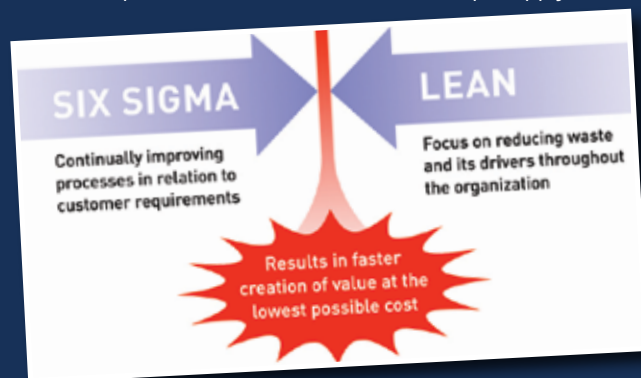 SIX SIGMA
Continually improving
processes in relation to
customer requirements
LEAN
Focus on reducing waste
and its drivers throughout
the organization
Results in faster
creation of value at the
lowest possible cost